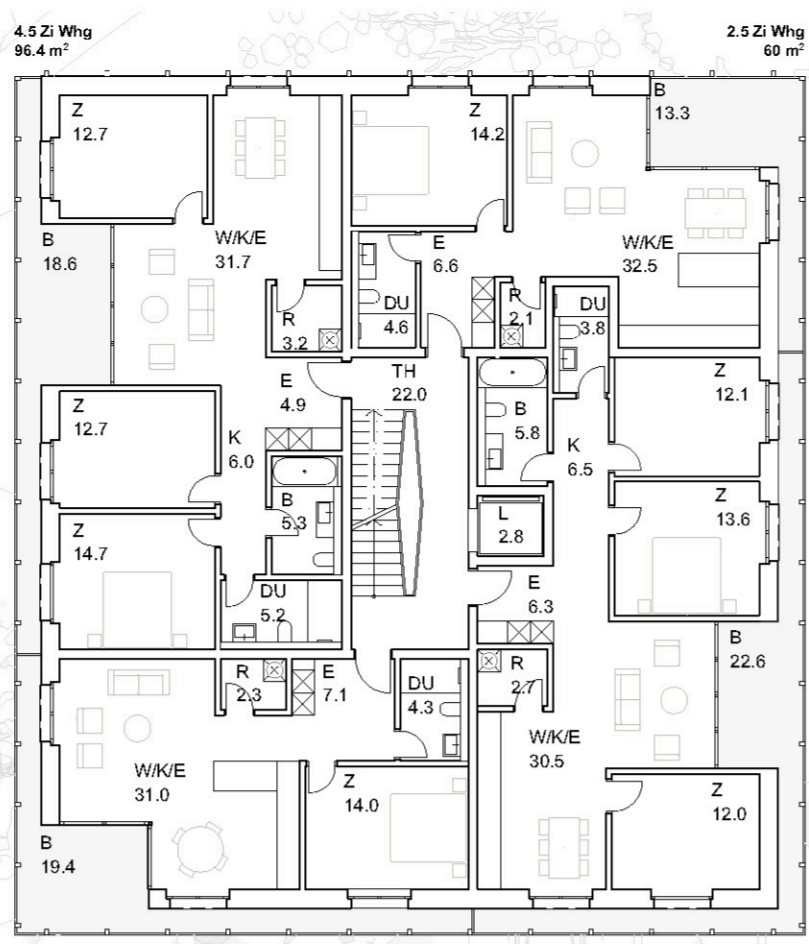 4.5 Zi Whg
96.4 m²
2.5 Zi Whg
60 m²
Z
12.7
Z
14.2
B
13.3
B
18.6
W/K/E
31.7
E
6.6
W/K/E
32.5
R
3.2
DU
4.6
R
2.1
DU
3.8
E
4.9
TH
22.0
Z
12.1
Z
12.7
K
6.0
B
5.8
K
6.5
B
5.3
L
2.8
Z
13.6
Z
14.7
DU
5.2
E
6.3
B
22.6
R
2.3
E
7.1
DU
4.3
R
2.7
W/K/E
31.0
Z
14.0
W/K/E
30.5
Z
12.0
B
19.4